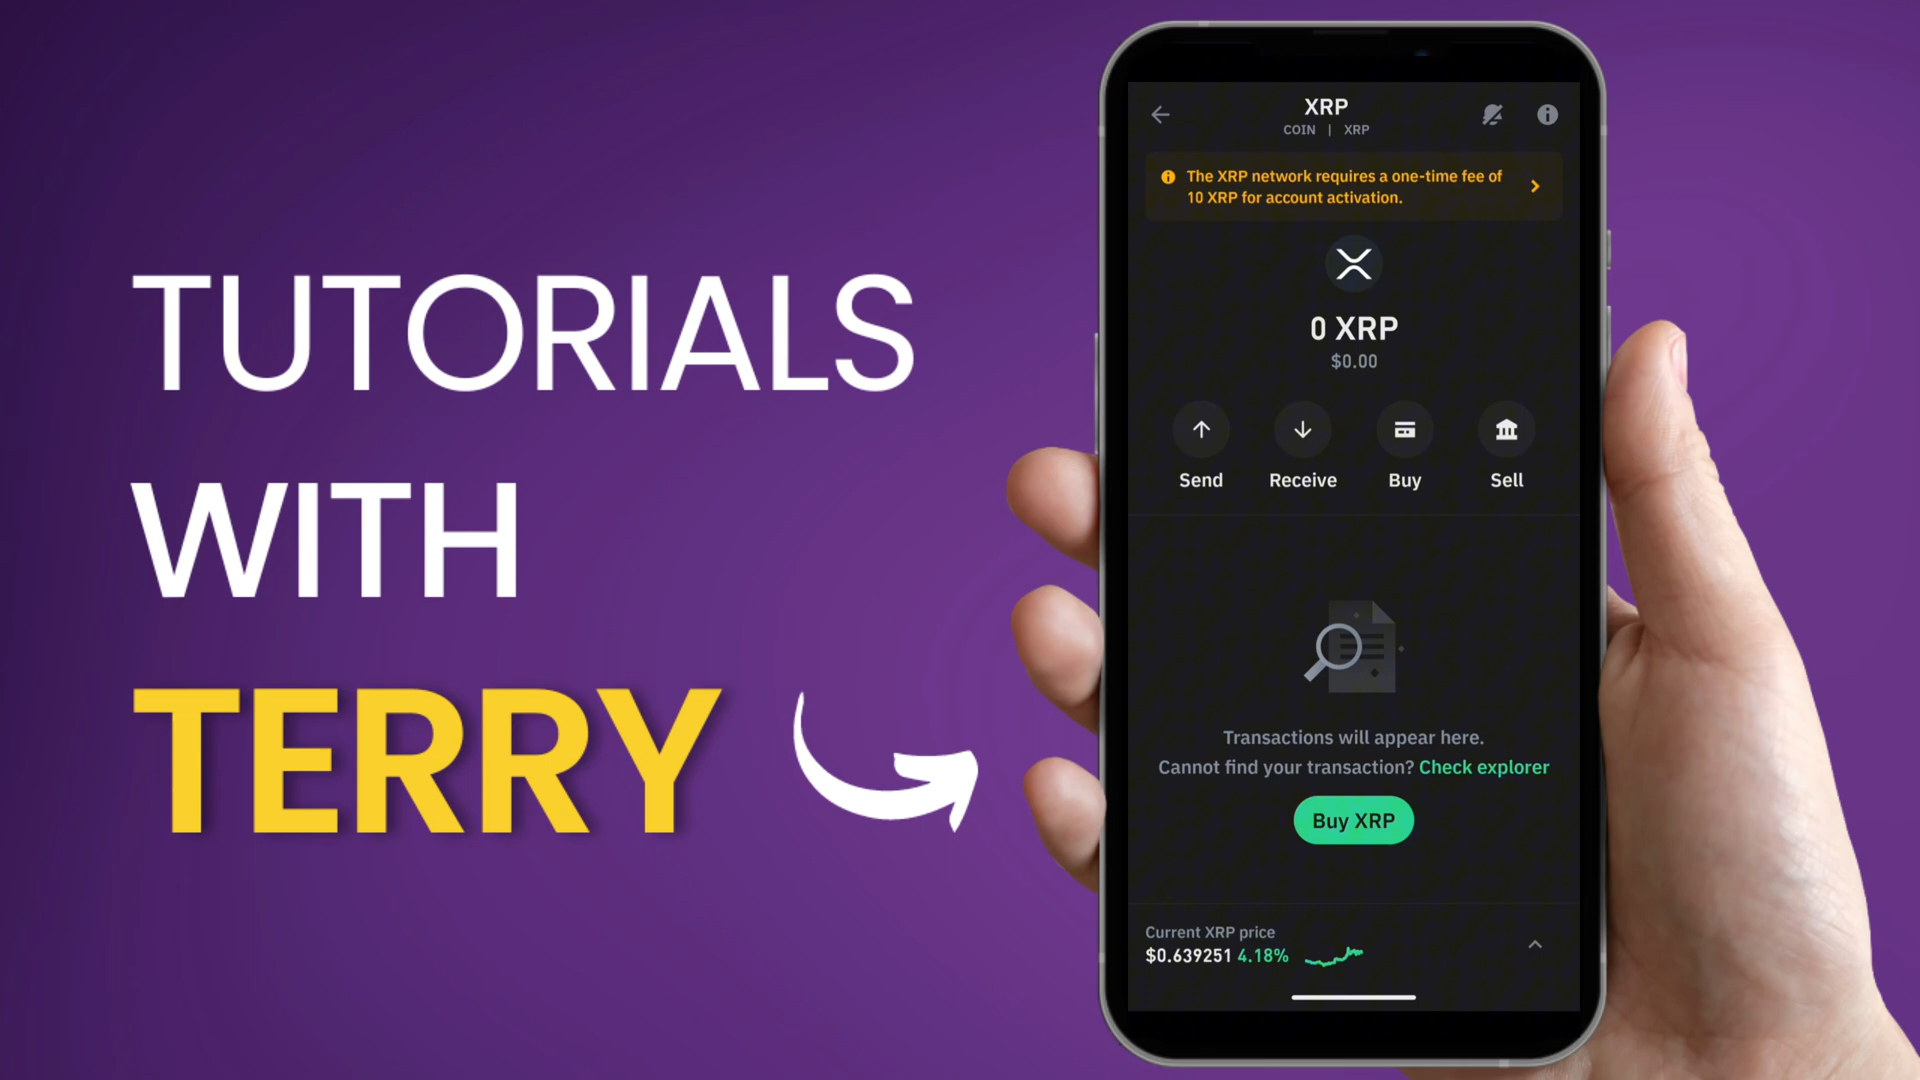 TUTORIALS
WITH
TERRY
XRP
COIN | XRP
The XRP network requires a one-time fee of
10 XRP for account activation.
0 XRP
$0.00
Send Receive Buy Sell
Transactions will appear here.
Cannot find your transaction? Check explorer
Buy XRP
Current XRP price
$0.639251 4.18%